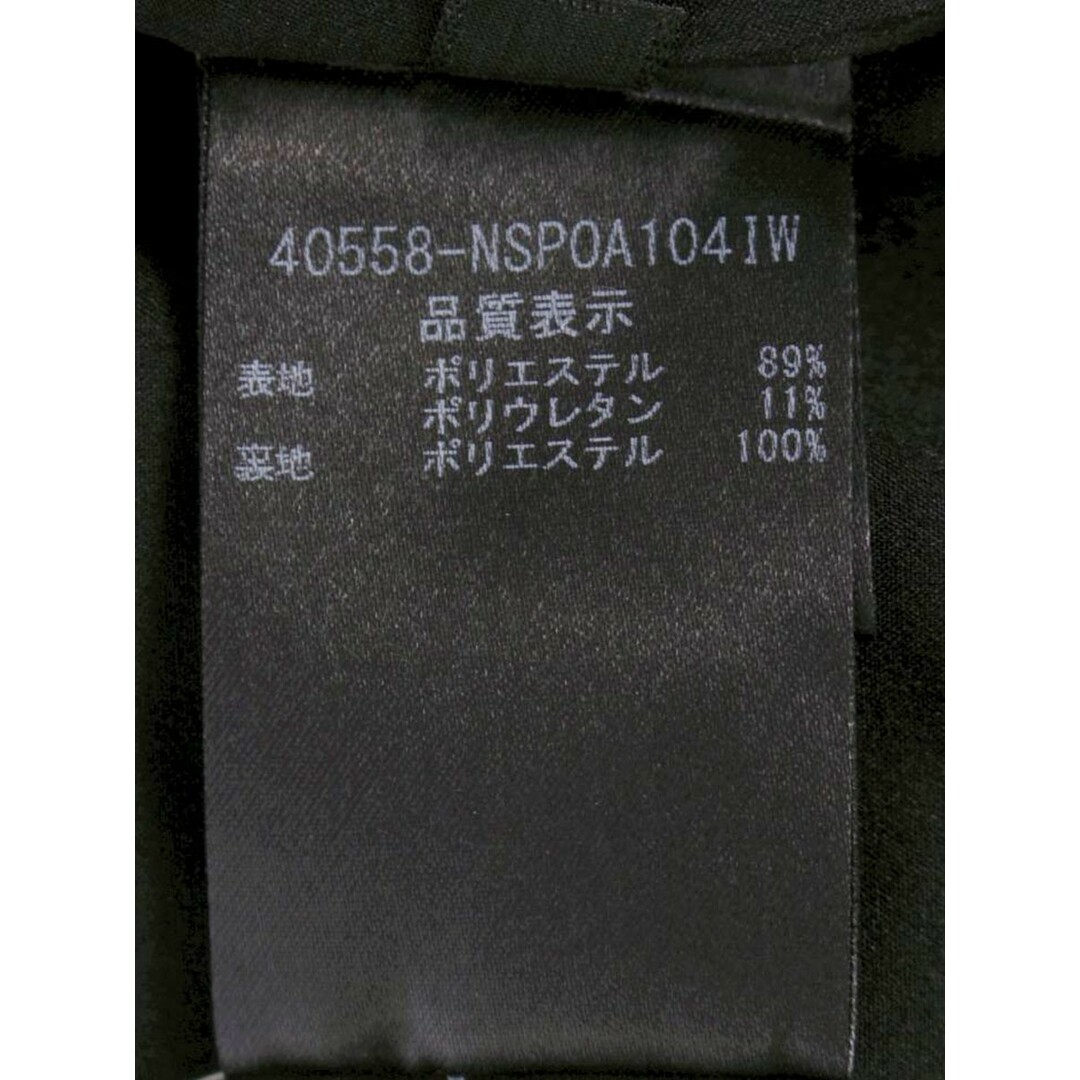 40558-NSP0A104IW
品質表示
表地 ポリエステル 89%
ポリウレタン 11%
裏地 ポリエステル 100%